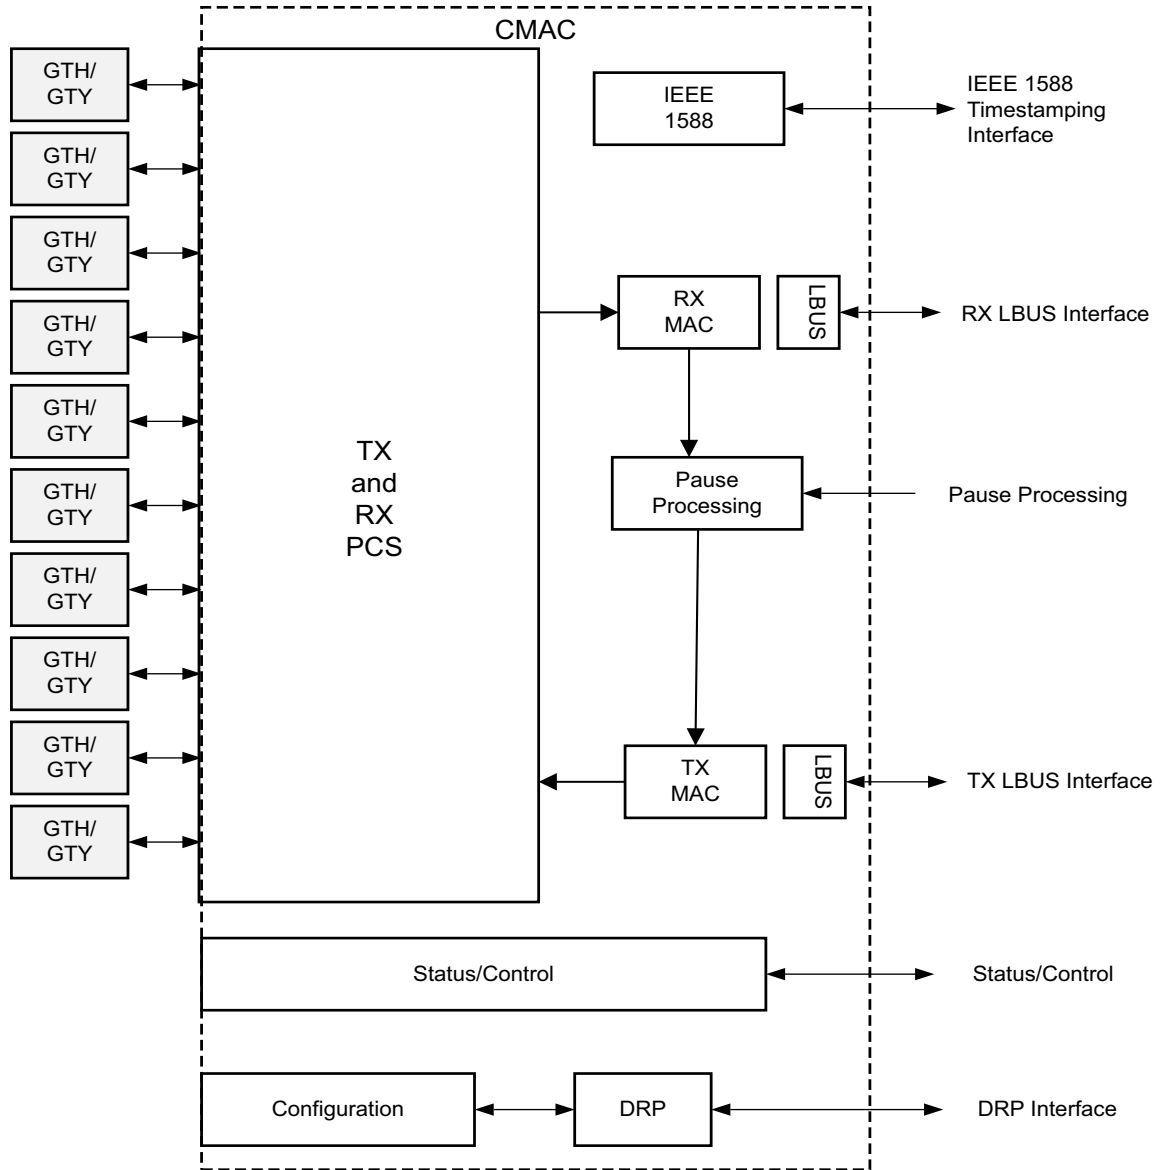 CMAC
GTH/
GTY
GTH/
GTY
GTH/
GTY
GTH/
GTY
GTH/
GTY
GTH/
GTY
GTH/
GTY
GTH/
GTY
GTH/
GTY
GTH/
GTY
TX
and
RX
PCS
IEEE
1588
IEEE 1588
Timestamping
Interface
RX
MAC
LBUS
RX LBUS Interface
Pause
Processing
Pause Processing
TX
MAC
LBUS
TX LBUS Interface
Status/Control
Status/Control
Configuration
DRP
DRP Interface